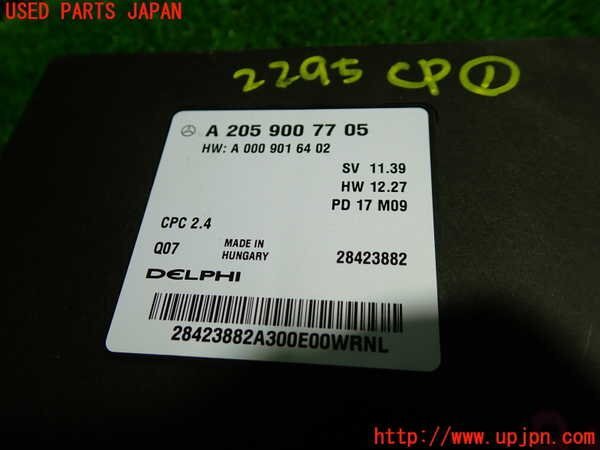 USED PARTS JAPAN
2295 CP①
A 205 900 77 05
HW: A 000 901 64 02
SV 11.39
HW 12.27
PD 17 M09
CPC 2.4
Q07
MADE IN
HUNGARY
28423882
DELPHI
28423882A300E00WRNL
http://www.upjpn.com/